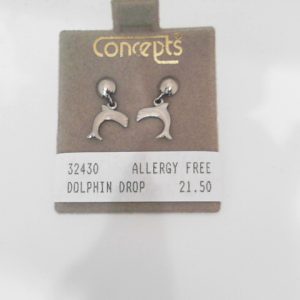 Concepts
32430 ALLERGY FREE
DOLPHIN DROP 21.50